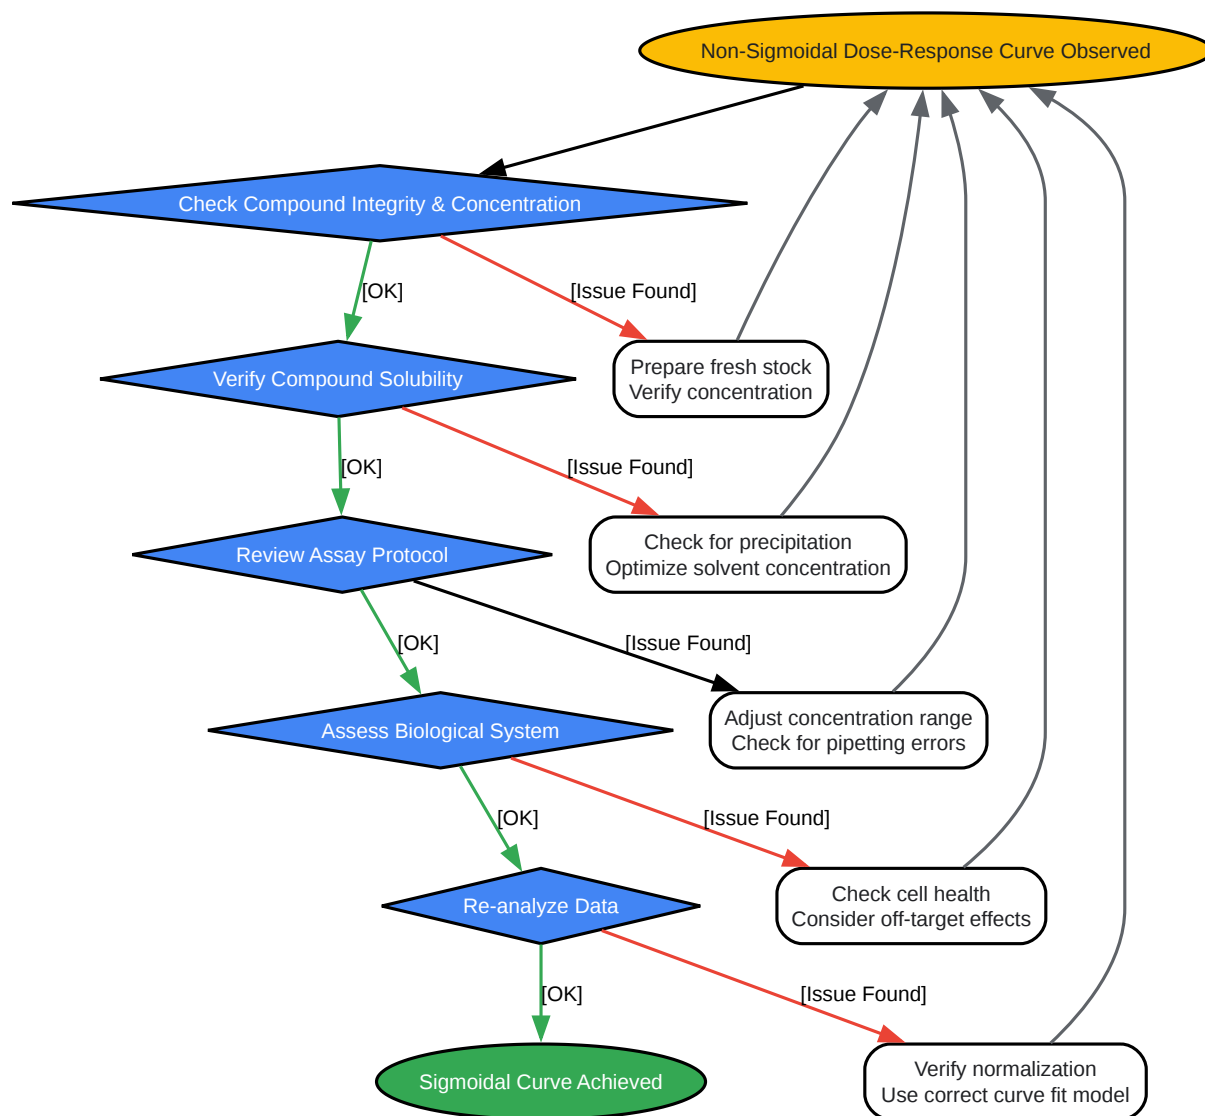 Non-Sigmoidal Dose-Response Curve Observed
Check Compound Integrity & Concentration
[OK]
[Issue Found]
Verify Compound Solubility
Prepare fresh stock
Verify concentration
[OK]
[Issue Found]
Review Assay Protocol
Check for precipitation
Optimize solvent concentration
[OK]
[Issue Found]
Assess Biological System
Adjust concentration range
Check for pipetting errors
[OK]
[Issue Found]
Re-analyze Data
Check cell health
Consider off-target effects
[OK]
[Issue Found]
Sigmoidal Curve Achieved
Verify normalization
Use correct curve fit model